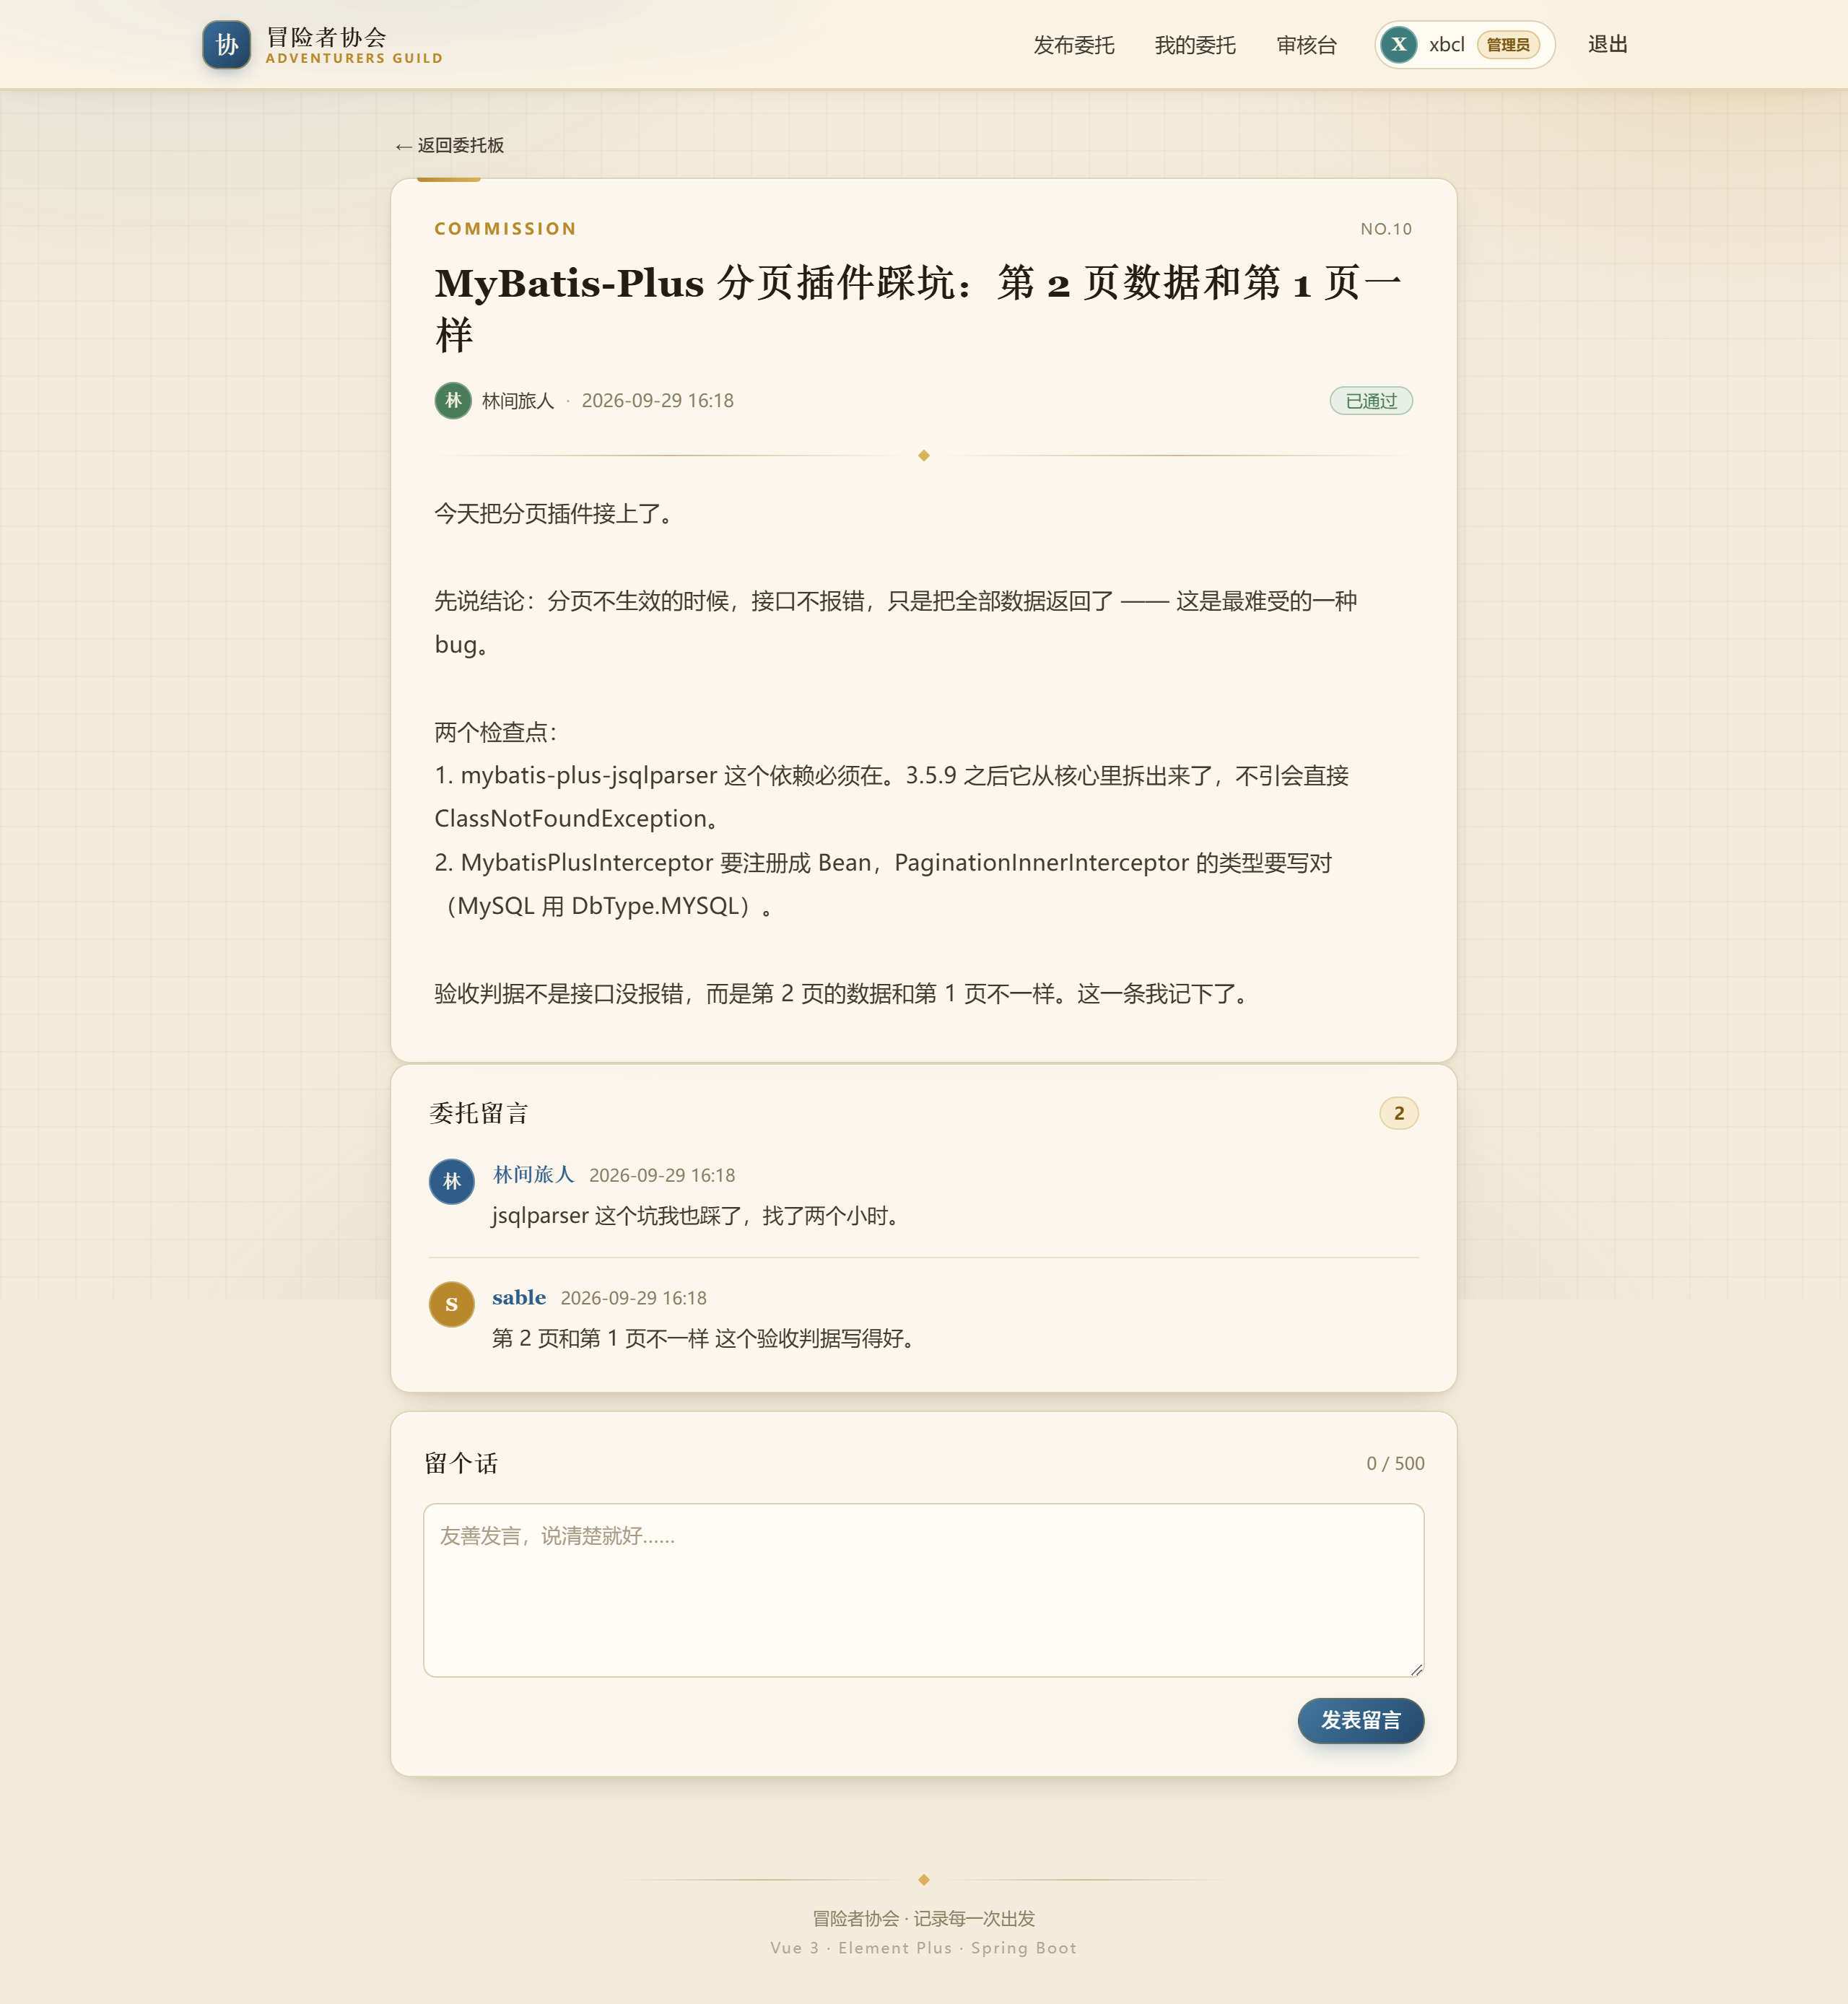 协
冒险者协会
ADVENTURERS GUILD
发布委托
我的委托
审核台
X
xbcl
管理员
退出
← 返回委托板
COMMISSION
NO.10
MyBatis-Plus 分页插件踩坑：第 2 页数据和第 1 页一
样
林
林间旅人 · 2026-09-29 16:18
已通过
今天把分页插件接上了。
先说结论：分页不生效的时候，接口不报错，只是把全部数据返回了 —— 这是最难受的一种
bug。
两个检查点：
1. mybatis-plus-jsqlparser 这个依赖必须在。3.5.9 之后它从核心里拆出来了，不引会直接
ClassNotFoundException。
2. MybatisPlusInterceptor 要注册成 Bean，PaginationInnerInterceptor 的类型要写对
（MySQL 用 DbType.MYSQL）。
验收判据不是接口没报错，而是第 2 页的数据和第 1 页不一样。这一条我记下了。
委托留言
2
林
林间旅人 2026-09-29 16:18
jsqlparser 这个坑我也踩了，找了两个小时。
S
sable 2026-09-29 16:18
第 2 页和第 1 页不一样 这个验收判据写得好。
留个话
0 / 500
友善发言，说清楚就好……
发表留言
冒险者协会 · 记录每一次出发
Vue 3 · Element Plus · Spring Boot